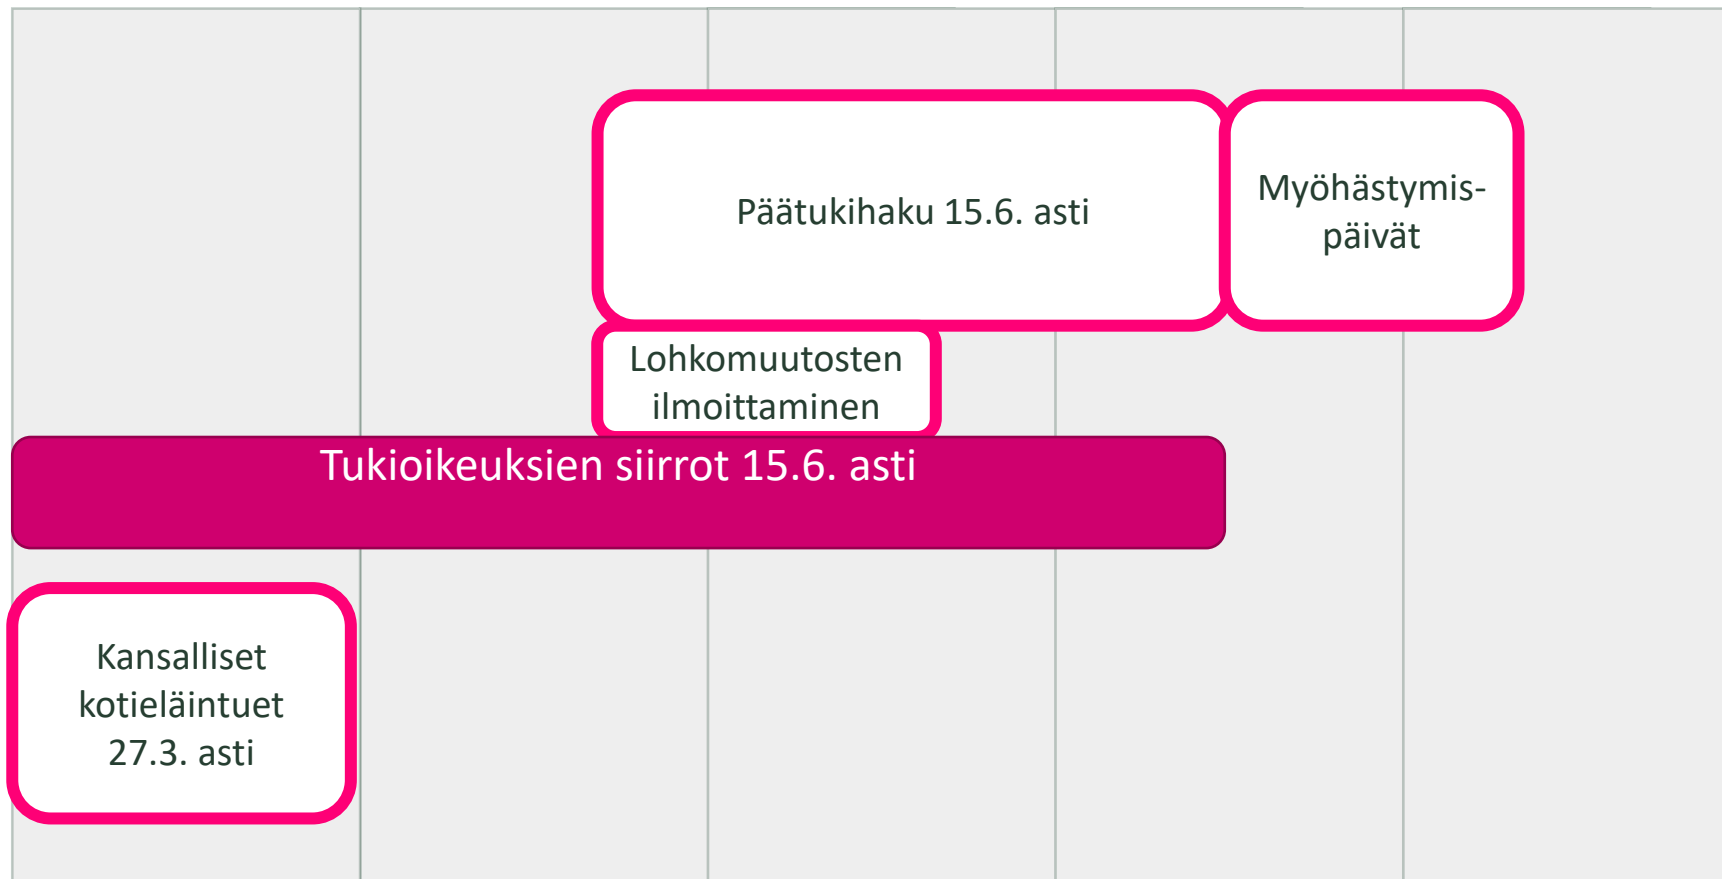 Päätukihaku 15.6. asti
Myöhästymis-
päivät
Lohkomuutosten
ilmoittaminen
Tukioikeuksien siirrot 15.6. asti
Kansalliset
kotieläintuet
27.3. asti